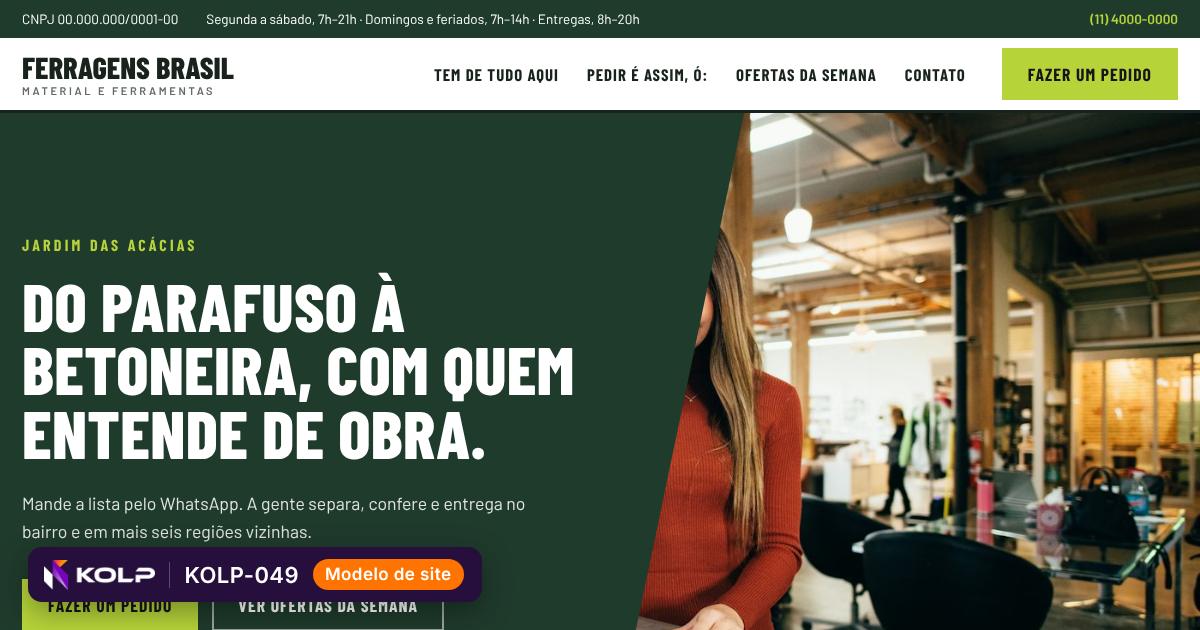 CNPJ 00.000.000/0001-00 Segunda a sábado, 7h–21h · Domingos e feriados, 7h–14h · Entregas, 8h–20h (11) 4000-0000
FERRAGENS BRASIL
MATERIAL E FERRAMENTAS
TEM DE TUDO AQUI PEDIR É ASSIM, Ó: OFERTAS DA SEMANA CONTATO FAZER UM PEDIDO
JARDIM DAS ACÁCIAS
DO PARAFUSO À
BETONEIRA, COM QUEM
ENTENDE DE OBRA.
Mande a lista pelo WhatsApp. A gente separa, confere e entrega no
bairro e em mais seis regiões vizinhas.
KOLP KOLP-049 Modelo de site
FAZER UM PEDIDO VER OFERTAS DA SEMANA